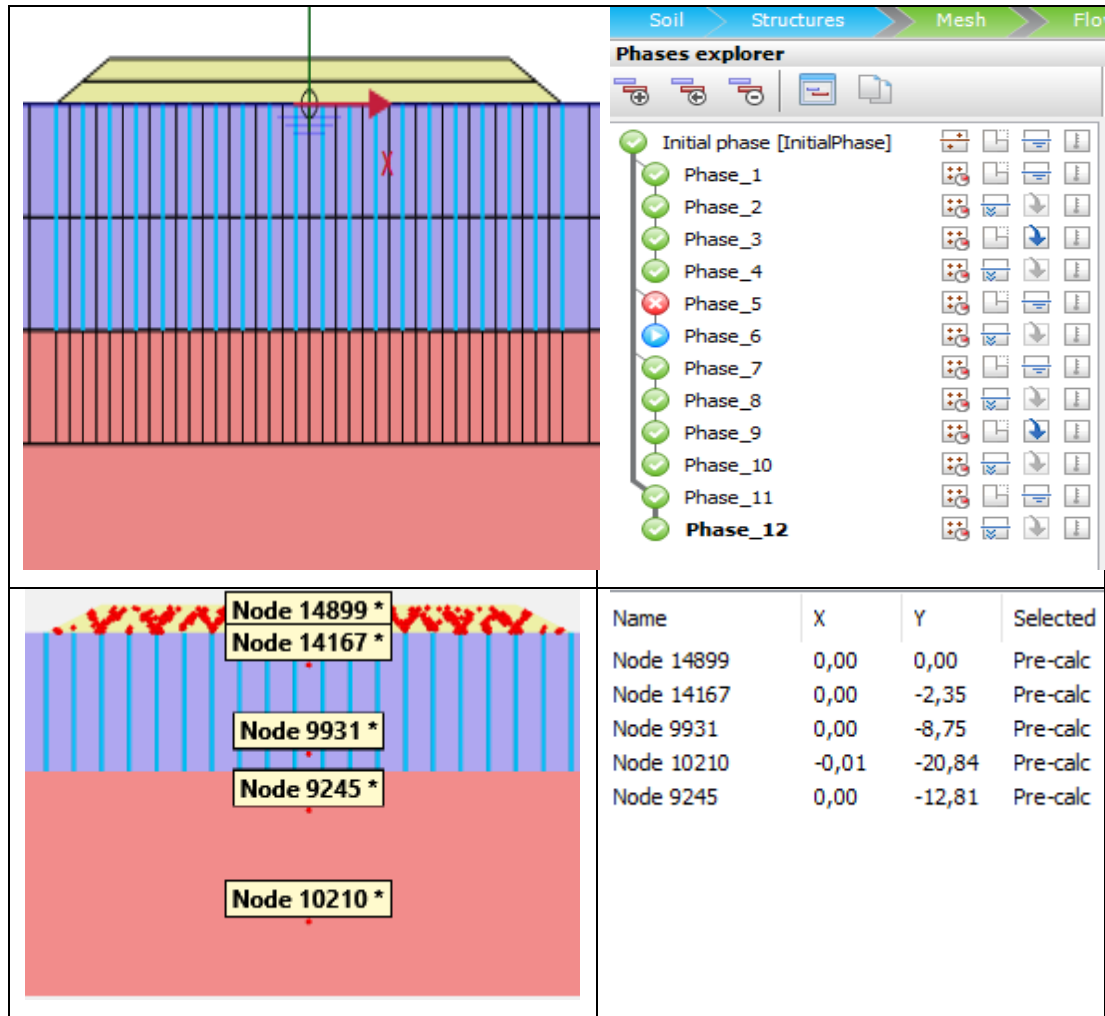 X
Soil Structures Mesh Flo
Phases explorer
Initial phase [InitialPhase]
Phase_1
Phase_2
Phase_3
Phase_4
Phase_5
Phase_6
Phase_7
Phase_8
Phase_9
Phase_10
Phase_11
Phase_12
Node 14899 *
Node 14167 *
Node 9931 *
Node 9245 *
Node 10210 *
Name X Y Selected
Node 14899 0,00 0,00 Pre-calc
Node 14167 0,00 -2,35 Pre-calc
Node 9931 0,00 -8,75 Pre-calc
Node 10210 -0,01 -20,84 Pre-calc
Node 9245 0,00 -12,81 Pre-calc